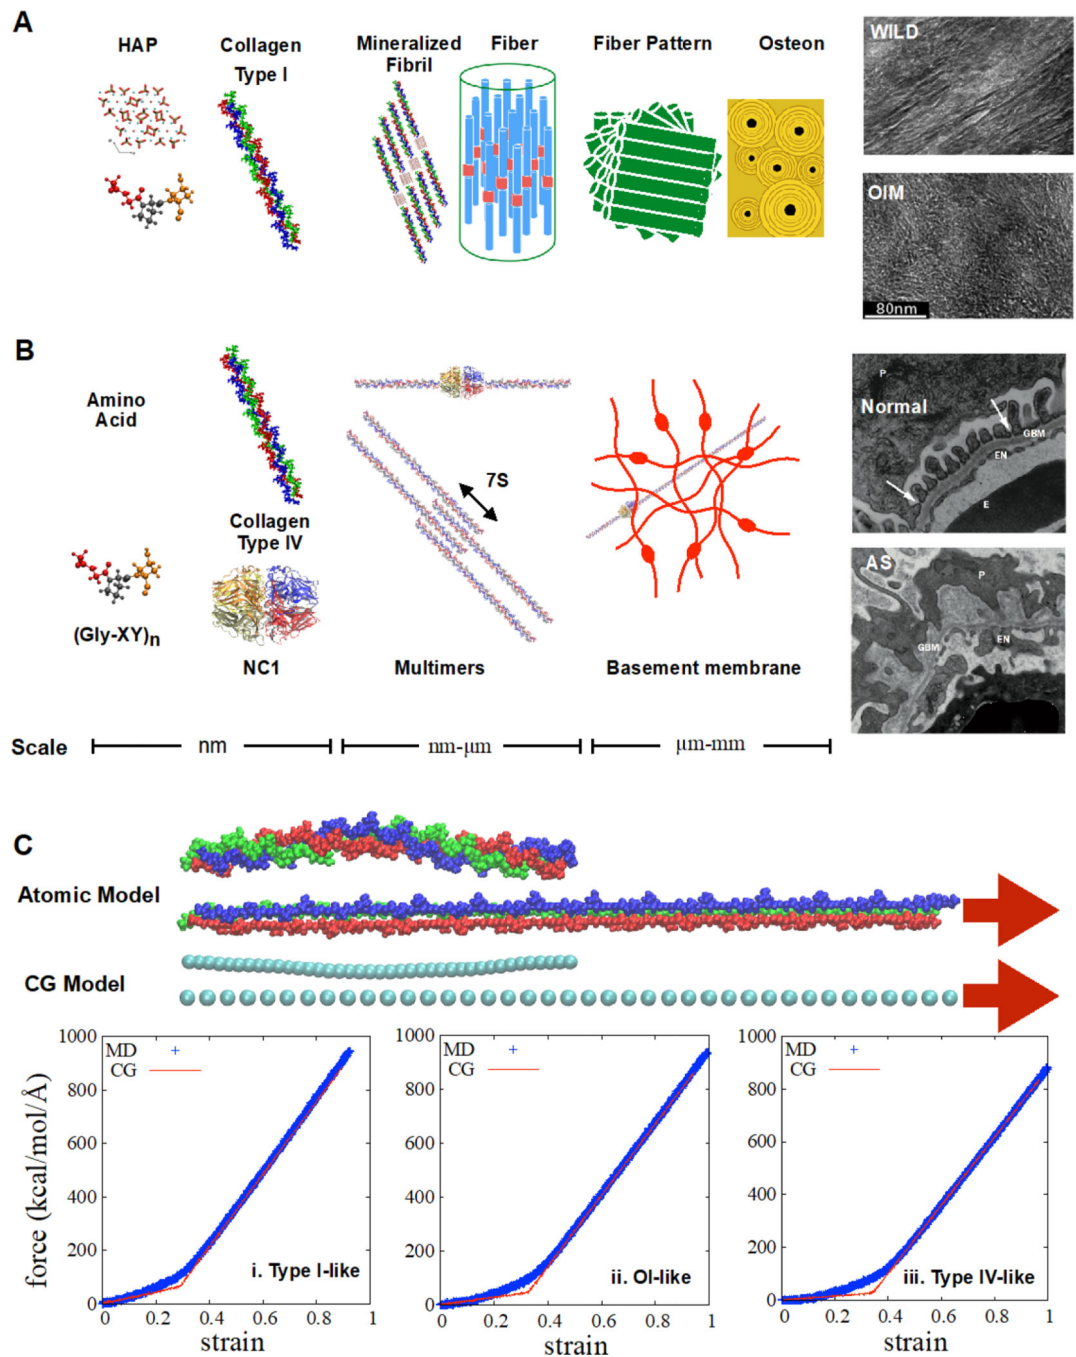 A
HAP
Collagen
Type I
Mineralized
Fibril
Fiber
Fiber Pattern
Osteon
WILD
OIM
80nm
B
Amino
Acid
Collagen
Type IV
7S
(Gly-XY)n
NC1
Multimers
Basement membrane
P
Normal
GBM
EN
E
AS
P
GBM
EN
Scale
nm
nm-μm
μm-mm
C
Atomic Model
CG Model
force (kcal/mol/Å)
1000
800
600
400
200
0
MD
CG
i. Type I-like
0 0.2 0.4 0.6 0.8 1
strain
1000
800
600
400
200
0
MD
CG
ii. OI-like
0 0.2 0.4 0.6 0.8 1
strain
1000
800
600
400
200
0
MD
CG
iii. Type IV-like
0 0.2 0.4 0.6 0.8 1
strain